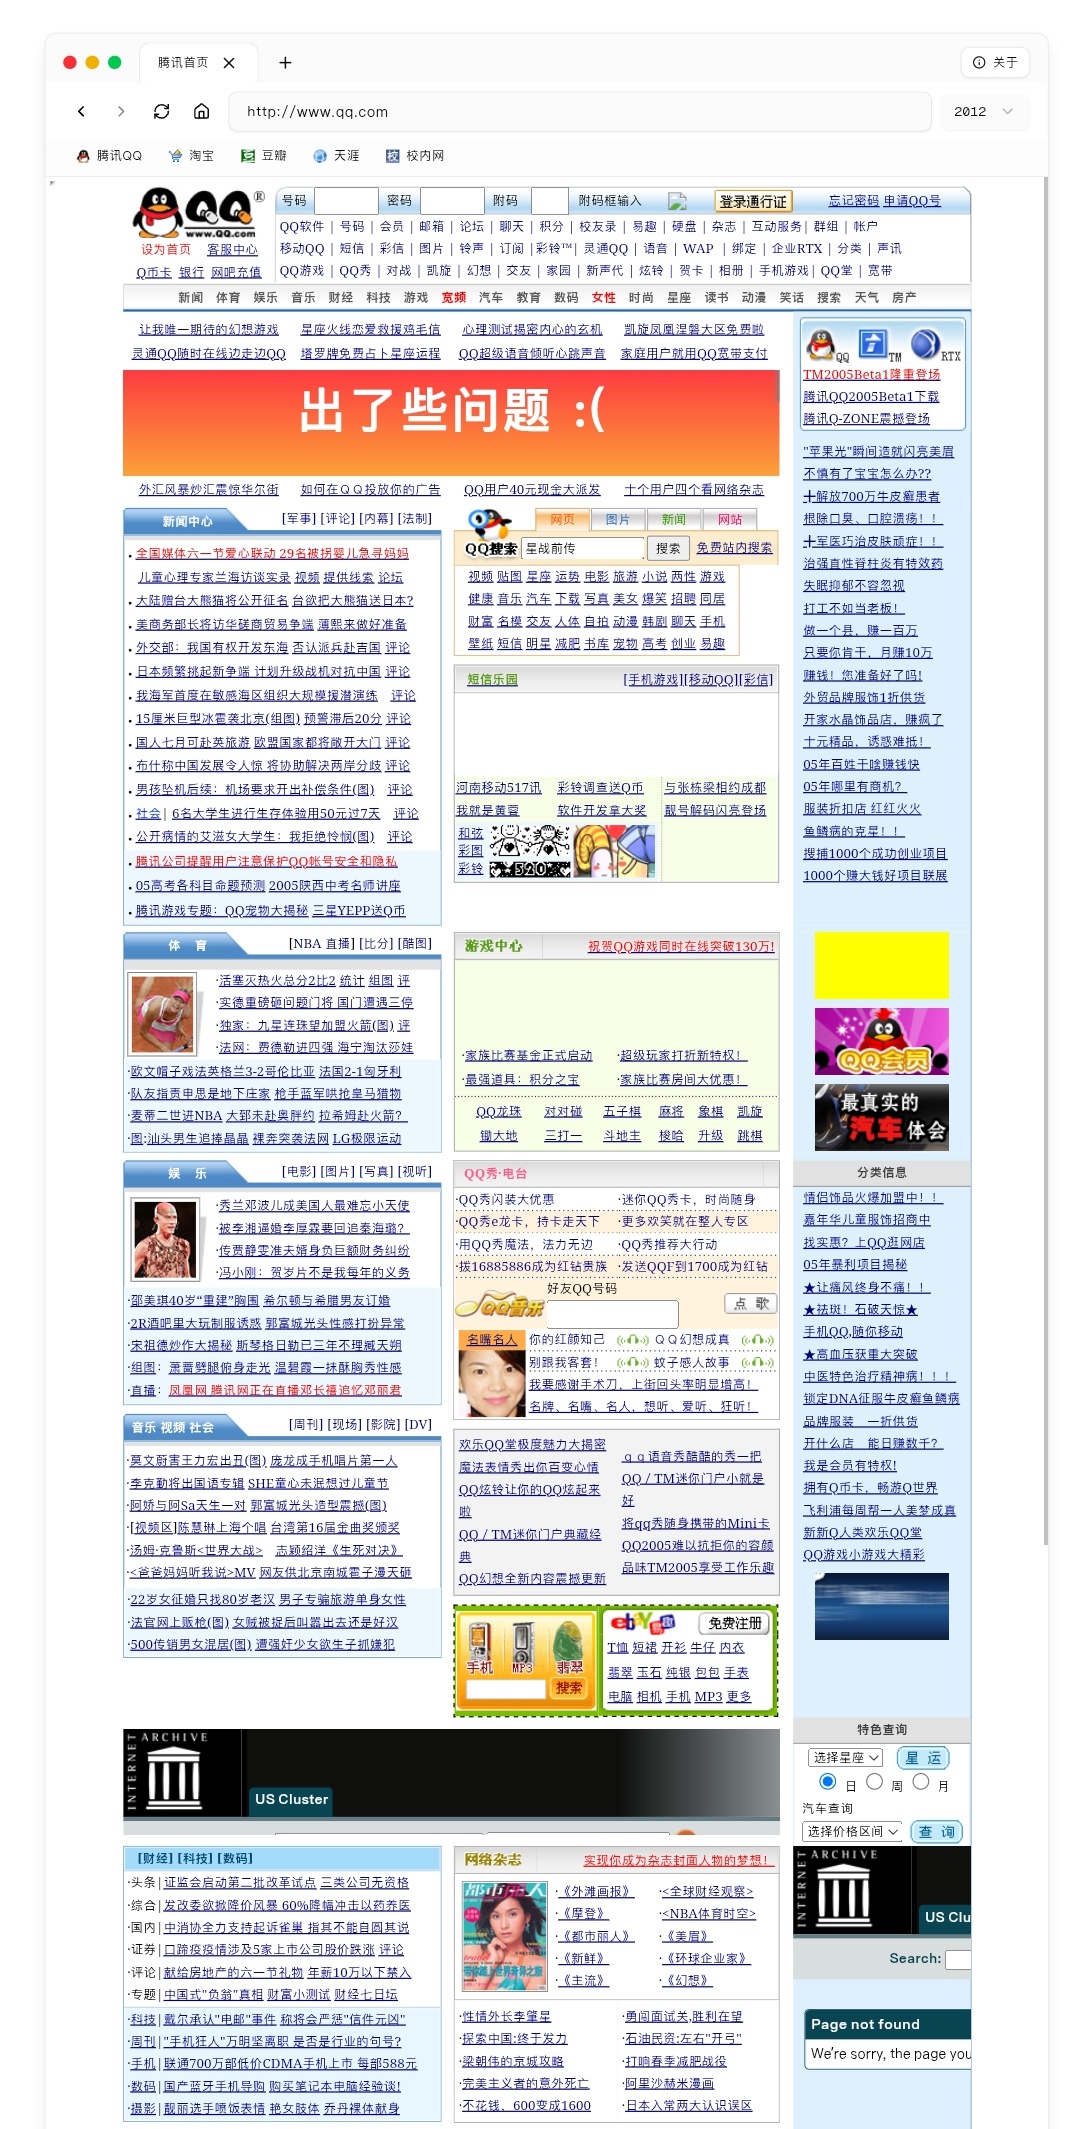 腾讯首页
关于
http://www.qq.com
2012
腾讯QQ 淘宝 豆瓣 天涯 校内网
QQ®
www.QQ.com
号码 密码 附码 附码框输入 登录通行证 忘记密码 申请QQ号
设为首页 客服中心
Q币卡 银行 网吧充值
QQ软件 | 号码 | 会员 | 邮箱 | 论坛 | 聊天 | 积分 | 校友录 | 易趣 | 硬盘 | 杂志 | 互动服务| 群组 | 帐户
移动QQ | 短信 | 彩信 | 图片 | 铃声 | 订阅 |彩铃™| 灵通QQ | 语音 | WAP | 绑定 | 企业RTX | 分类 | 声讯
QQ游戏 | QQ秀 | 对战 | 凯旋 | 幻想 | 交友 | 家园 | 新声代 | 炫铃 | 贺卡 | 相册 | 手机游戏| QQ堂 | 宽带
新闻 体育 娱乐 音乐 财经 科技 游戏 宽频 汽车 教育 数码 女性 时尚 星座 读书 动漫 笑话 搜索 天气 房产
让我唯一期待的幻想游戏 星座火线恋爱救援鸡毛信 心理测试揭密内心的玄机 凯旋凤凰涅磐大区免费啦
灵通QQ随时在线边走边QQ 塔罗牌免费占卜星座运程 QQ超级语音倾听心跳声音 家庭用户就用QQ宽带支付
出了些问题 :(
外汇风暴炒汇震惊华尔街 如何在ＱＱ投放你的广告 QQ用户40元现金大派发 十个用户四个看网络杂志
新闻中心 [军事] [评论] [内幕] [法制]
全国媒体六一节爱心联动 29名被拐婴儿急寻妈妈
儿童心理专家兰海访谈实录 视频 提供线索 论坛
大陆赠台大熊猫将公开征名 台欲把大熊猫送日本?
美商务部长将访华磋商贸易争端 薄熙来做好准备
外交部：我国有权开发东海 否认派兵赴吉国 评论
日本频繁挑起新争端 计划升级战机对抗中国 评论
我海军首度在敏感海区组织大规模援潜演练 评论
15厘米巨型冰雹袭北京(组图) 预警滞后20分 评论
国人七月可赴英旅游 欧盟国家都将敞开大门 评论
布什称中国发展令人惊 将协助解决两岸分歧 评论
男孩坠机后续：机场要求开出补偿条件(图) 评论
社会| 6名大学生进行生存体验用50元过7天 评论
公开病情的艾滋女大学生：我拒绝怜悯(图) 评论
腾讯公司提醒用户注意保护QQ帐号安全和隐私
05高考各科目命题预测 2005陕西中考名师讲座
腾讯游戏专题：QQ宠物大揭秘 三星YEPP送Q币
网页 图片 新闻 网站
QQ搜索 星战前传 搜索 免费站内搜索
视频 贴图 星座 运势 电影 旅游 小说 两性 游戏
健康 音乐 汽车 下载 写真 美女 爆笑 招聘 同居
财富 名模 交友 人体 自拍 动漫 韩剧 聊天 手机
壁纸 短信 明星 减肥 书库 宠物 高考 创业 易趣
短信乐园 [手机游戏][移动QQ][彩信]
河南移动517讯 彩铃调查送Q币 与张栋梁相约成都
我就是黄蓉 软件开发拿大奖 靓号解码闪亮登场
和弦
彩图
彩铃
520
QQ TM RTX
TM2005Beta1隆重登场
腾讯QQ2005Beta1下载
腾讯Q-ZONE震撼登场
"苹果光"瞬间造就闪亮美眉
不慎有了宝宝怎么办??
╋解放700万牛皮癣患者
根除口臭、口腔溃疡！！
╋军医巧治皮肤顽症！！
治强直性脊柱炎有特效药
失眠抑郁不容忽视
打工不如当老板！
做一个县，赚一百万
只要你肯干，月赚10万
赚钱！您准备好了吗!
外贸品牌服饰1折供货
开家水晶饰品店，赚疯了
十元精品，诱惑难抵！
05年百姓干啥赚钱快
05年哪里有商机?
服装折扣店 红红火火
鱼鳞病的克星！！
搜捕1000个成功创业项目
1000个赚大钱好项目联展
体 育 [NBA 直播] [比分] [酷图]
·活塞灭热火总分2比2 统计 组图 评
·实德重磅砸问题门将 国门遭遇三停
·独家：九星连珠望加盟火箭(图) 评
·法网：费德勒进四强 海宁淘汰莎娃
·欧文帽子戏法英格兰3-2哥伦比亚 法国2-1匈牙利
·队友指责申思是地下庄家 枪手蓝军哄抢皇马猎物
·麦蒂二世进NBA 大郅未赴奥胖约 拉希姆赴火箭?
·图:汕头男生追捧晶晶 裸奔突袭法网 LG极限运动
游戏中心 祝贺QQ游戏同时在线突破130万!
·家族比赛基金正式启动 ·超级玩家打折新特权！
·最强道具：积分之宝 ·家族比赛房间大优惠！
QQ龙珠 对对碰 五子棋 麻将 象棋 凯旋
锄大地 三打一 斗地主 梭哈 升级 跳棋
QQ会员
最真实的
汽车体会
娱 乐 [电影] [图片] [写真] [视听]
·秀兰邓波儿成美国人最难忘小天使
·被李湘逼婚李厚霖要回追秦海璐?
·传贾静雯准夫婿身负巨额财务纠纷
·冯小刚：贺岁片不是我每年的义务
·邵美琪40岁“重建”胸围 希尔顿与希腊男友订婚
·2R酒吧里大玩制服诱惑 郭富城光头性感打扮异常
·宋祖德炒作大揭秘 斯琴格日勒已三年不理臧天朔
·组图：萧蔷劈腿俯身走光 温碧霞一抹酥胸秀性感
·直播：凤凰网 腾讯网正在直播邓长禧追忆邓丽君
QQ秀·电台
·QQ秀闪装大优惠 ·迷你QQ秀卡，时尚随身
·QQ秀e龙卡，持卡走天下 ·更多欢笑就在整人专区
·用QQ秀魔法，法力无边 ·QQ秀推荐大行动
·拨16885886成为红钻贵族 ·发送QQF到1700成为红钻
QQ音乐 好友QQ号码 点 歌
名嘴名人 你的红颜知己 ＱＱ幻想成真
别跟我客套! 蚊子感人故事
我要感谢手术刀，上街回头率明显增高！
名牌、名嘴、名人，想听、爱听、狂听！
分类信息
情侣饰品火爆加盟中！！
嘉年华儿童服饰招商中
找实惠? 上QQ逛网店
05年暴利项目揭秘
★让痛风终身不痛！！
★祛斑！石破天惊★
手机QQ,随你移动
★高血压获重大突破
中医特色治疗精神病！！！
锁定DNA征服牛皮癣鱼鳞病
品牌服装 一折供货
开什么店 能日赚数千?
我是会员有特权!
拥有Q币卡，畅游Q世界
飞利浦每周帮一人美梦成真
新新Q人类欢乐QQ堂
QQ游戏小游戏大精彩
音乐 视频 社会 [周刊] [现场] [影院] [DV]
·莫文蔚害王力宏出丑(图) 庞龙成手机唱片第一人
·李克勤将出国语专辑 SHE童心未泯想过儿童节
·阿娇与阿Sa天生一对 郭富城光头造型震撼(图)
·[视频区]陈慧琳上海个唱 台湾第16届金曲奖颁奖
·汤姆·克鲁斯<世界大战> 志颖绍洋《生死对决》
·<爸爸妈妈听我说>MV 网友供北京南城雹子漫天砸
·22岁女征婚只找80岁老汉 男子专骗旅游单身女性
·法官网上贩枪(图) 女贼被捉后叫嚣出去还是好汉
·500传销男女混居(图) 遭强奸少女欲生子抓嫌犯
欢乐QQ堂极度魅力大揭密
魔法表情秀出你百变心情
QQ炫铃让你的QQ炫起来
啦
QQ / TM迷你门户典藏经
典
QQ幻想全新内容震撼更新
ｑｑ语音秀酷酷的秀一把
QQ / TM迷你门户小就是
好
将qq秀随身携带的Mini卡
QQ2005难以抗拒你的容颜
品味TM2005享受工作乐趣
手机 MP3 翡翠
搜索
ebay易趣 免费注册
T恤 短裙 开衫 牛仔 内衣
翡翠 玉石 纯银 包包 手表
电脑 相机 手机 MP3 更多
INTERNET ARCHIVE
US Cluster
特色查询
选择星座 星 运
日 周 月
汽车查询
选择价格区间 查 询
INTERNET ARCHIVE
US Clu
Search:
Page not found
We’re sorry, the page you
[财经] [科技] [数码]
·头条|证监会启动第二批改革试点 三类公司无资格
·综合|发改委欲掀降价风暴 60%降幅冲击以药养医
·国内|中消协全力支持起诉雀巢 指其不能自圆其说
·证券|口蹄疫疫情涉及5家上市公司股价跌涨 评论
·评论|献给房地产的六一节礼物 年薪10万以下禁入
·专题|中国式"负翁"真相 财富小测试 财经七日坛
·科技|戴尔承认"电邮"事件 称将会严惩"信件元凶"
·周刊|"手机狂人"万明坚离职 是否是行业的句号?
·手机|联通700万部低价CDMA手机上市 每部588元
·数码|国产蓝牙手机导购 购买笔记本电脑经验谈!
·摄影|靓丽选手喷饭表情 艳女肢体 乔丹裸体献身
网络杂志 实现你成为杂志封面人物的梦想！
都市丽人
·《外滩画报》 ·<全球财经观察>
·《摩登》 ·<NBA体育时空>
·《都市丽人》 ·《美眉》
·《新鲜》 ·《环球企业家》
·《主流》 ·《幻想》
·性情外长李肇星 ·勇闯面试关,胜利在望
·探索中国:终于发力 ·石油民资:左右"开弓"
·梁朝伟的京城攻略 ·打响春季减肥战役
·完美主义者的意外死亡 ·阿里沙赫米漫画
·不花钱，600变成1600 ·日本入常两大认识误区